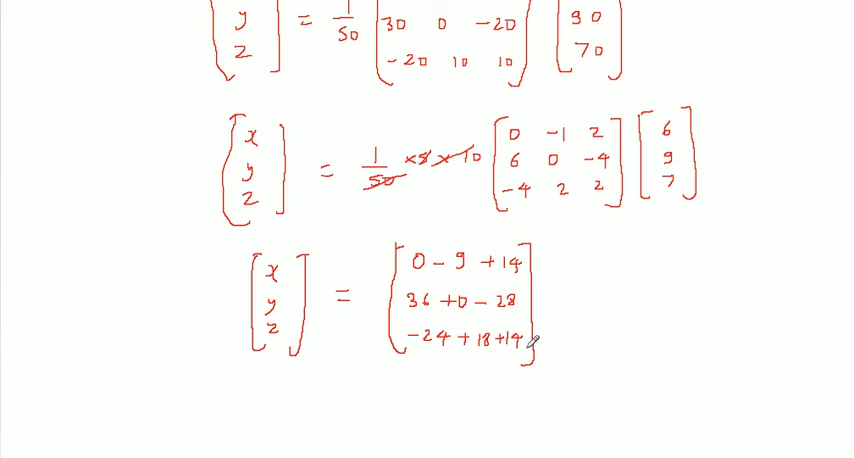 y = 1/50 30 0 -20 90
z -20 10 10 70
x 0 -1 2 6
y = 1/50 ×5 × 10 6 0 -4 9
z -4 2 2 7
x 0 - 9 + 14
y = 36 + 0 - 28
z -24 + 18 + 14